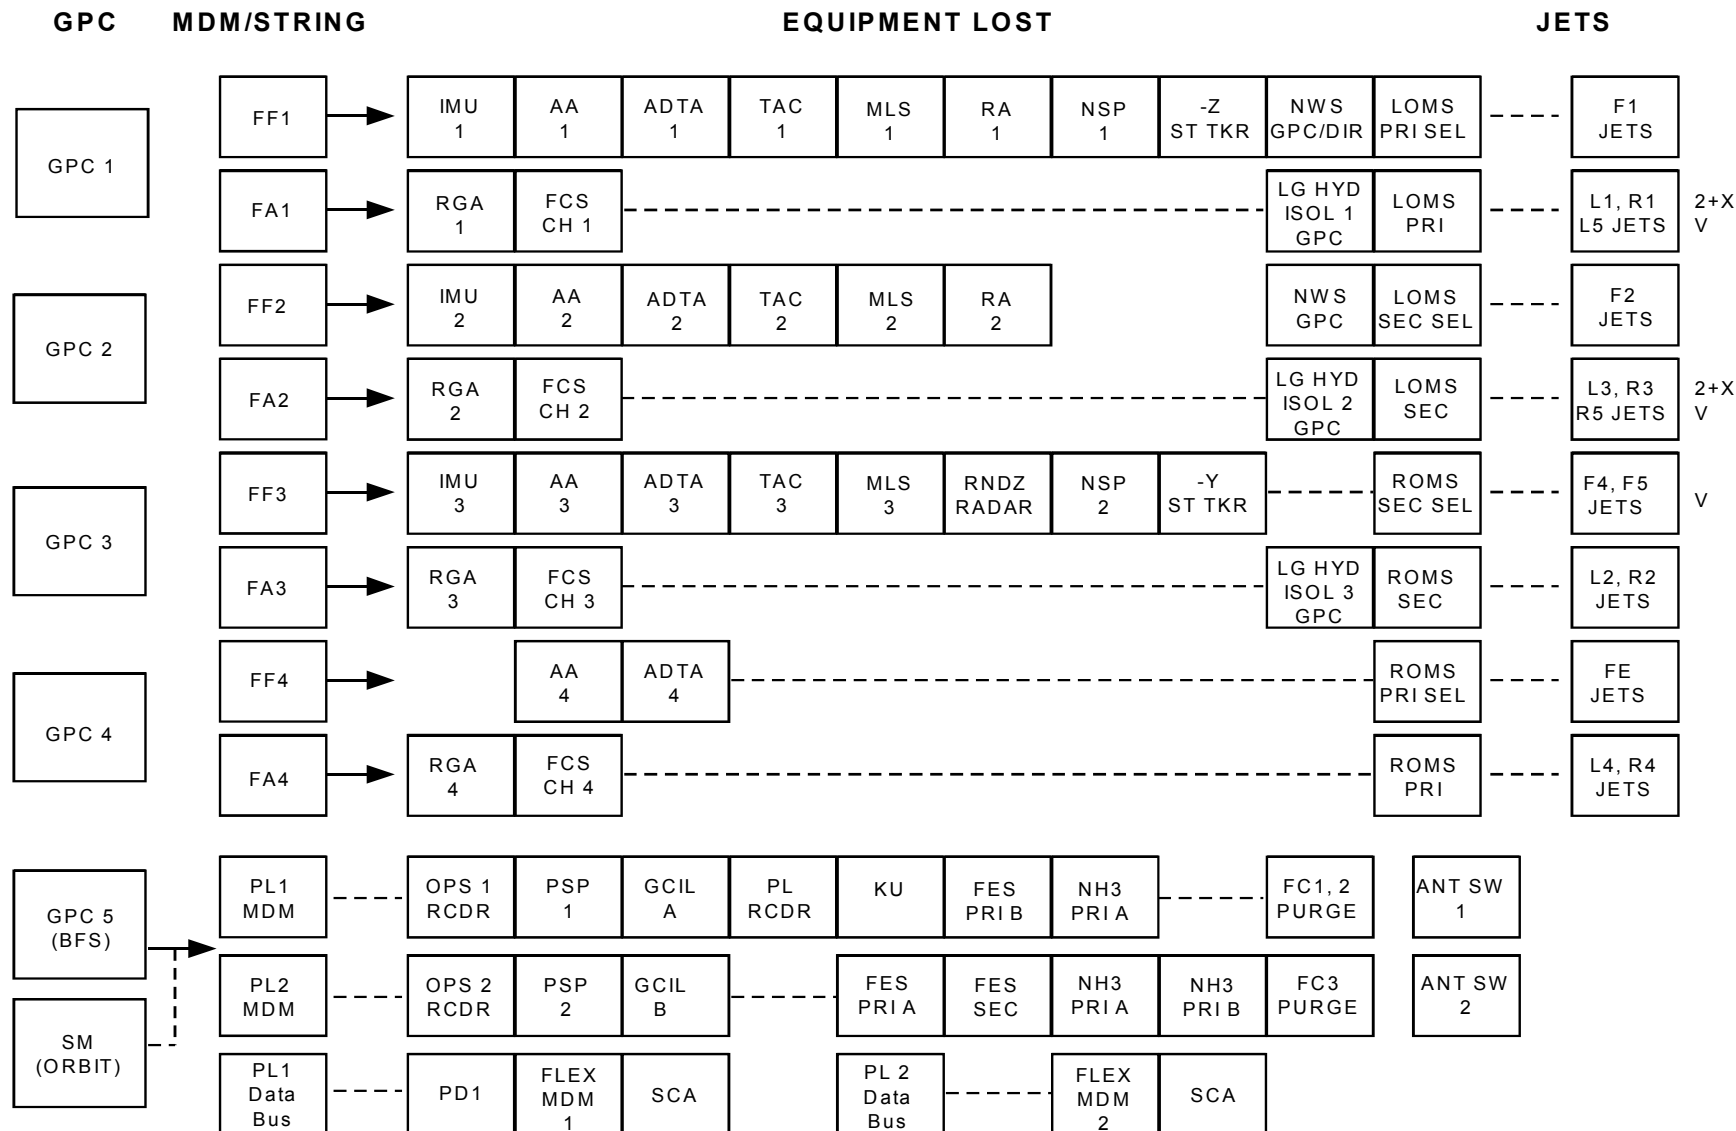 GPC MDM/STRING EQUIPMENT LOST JETS
GPC 1
FF1
IMU
1
AA
1
ADTA
1
TAC
1
MLS
1
RA
1
NSP
1
-Z
ST TKR
NWS
GPC/DIR
LOMS
PRI SEL
F1
JETS
FA1
RGA
1
FCS
CH 1
LG HYD
ISOL 1
GPC
LOMS
PRI
L1, R1
L5 JETS
2+X
V
GPC 2
FF2
IMU
2
AA
2
ADTA
2
TAC
2
MLS
2
RA
2
NWS
GPC
LOMS
SEC SEL
F2
JETS
FA2
RGA
2
FCS
CH 2
LG HYD
ISOL 2
GPC
LOMS
SEC
L3, R3
R5 JETS
2+X
V
GPC 3
FF3
IMU
3
AA
3
ADTA
3
TAC
3
MLS
3
RNDZ
RADAR
NSP
2
-Y
ST TKR
ROMS
SEC SEL
F4, F5
JETS
V
FA3
RGA
3
FCS
CH 3
LG HYD
ISOL 3
GPC
ROMS
SEC
L2, R2
JETS
GPC 4
FF4
AA
4
ADTA
4
ROMS
PRI SEL
FE
JETS
FA4
RGA
4
FCS
CH 4
ROMS
PRI
L4, R4
JETS
GPC 5
(BFS)
PL1
MDM
OPS 1
RCDR
PSP
1
GCIL
A
PL
RCDR
KU
FES
PRI B
NH3
PRI A
FC1, 2
PURGE
ANT SW
1
SM
(ORBIT)
PL2
MDM
OPS 2
RCDR
PSP
2
GCIL
B
FES
PRI A
FES
SEC
NH3
PRI A
NH3
PRI B
FC3
PURGE
ANT SW
2
PL1
Data
Bus
PD1
FLEX
MDM
1
SCA
PL 2
Data
Bus
FLEX
MDM
2
SCA